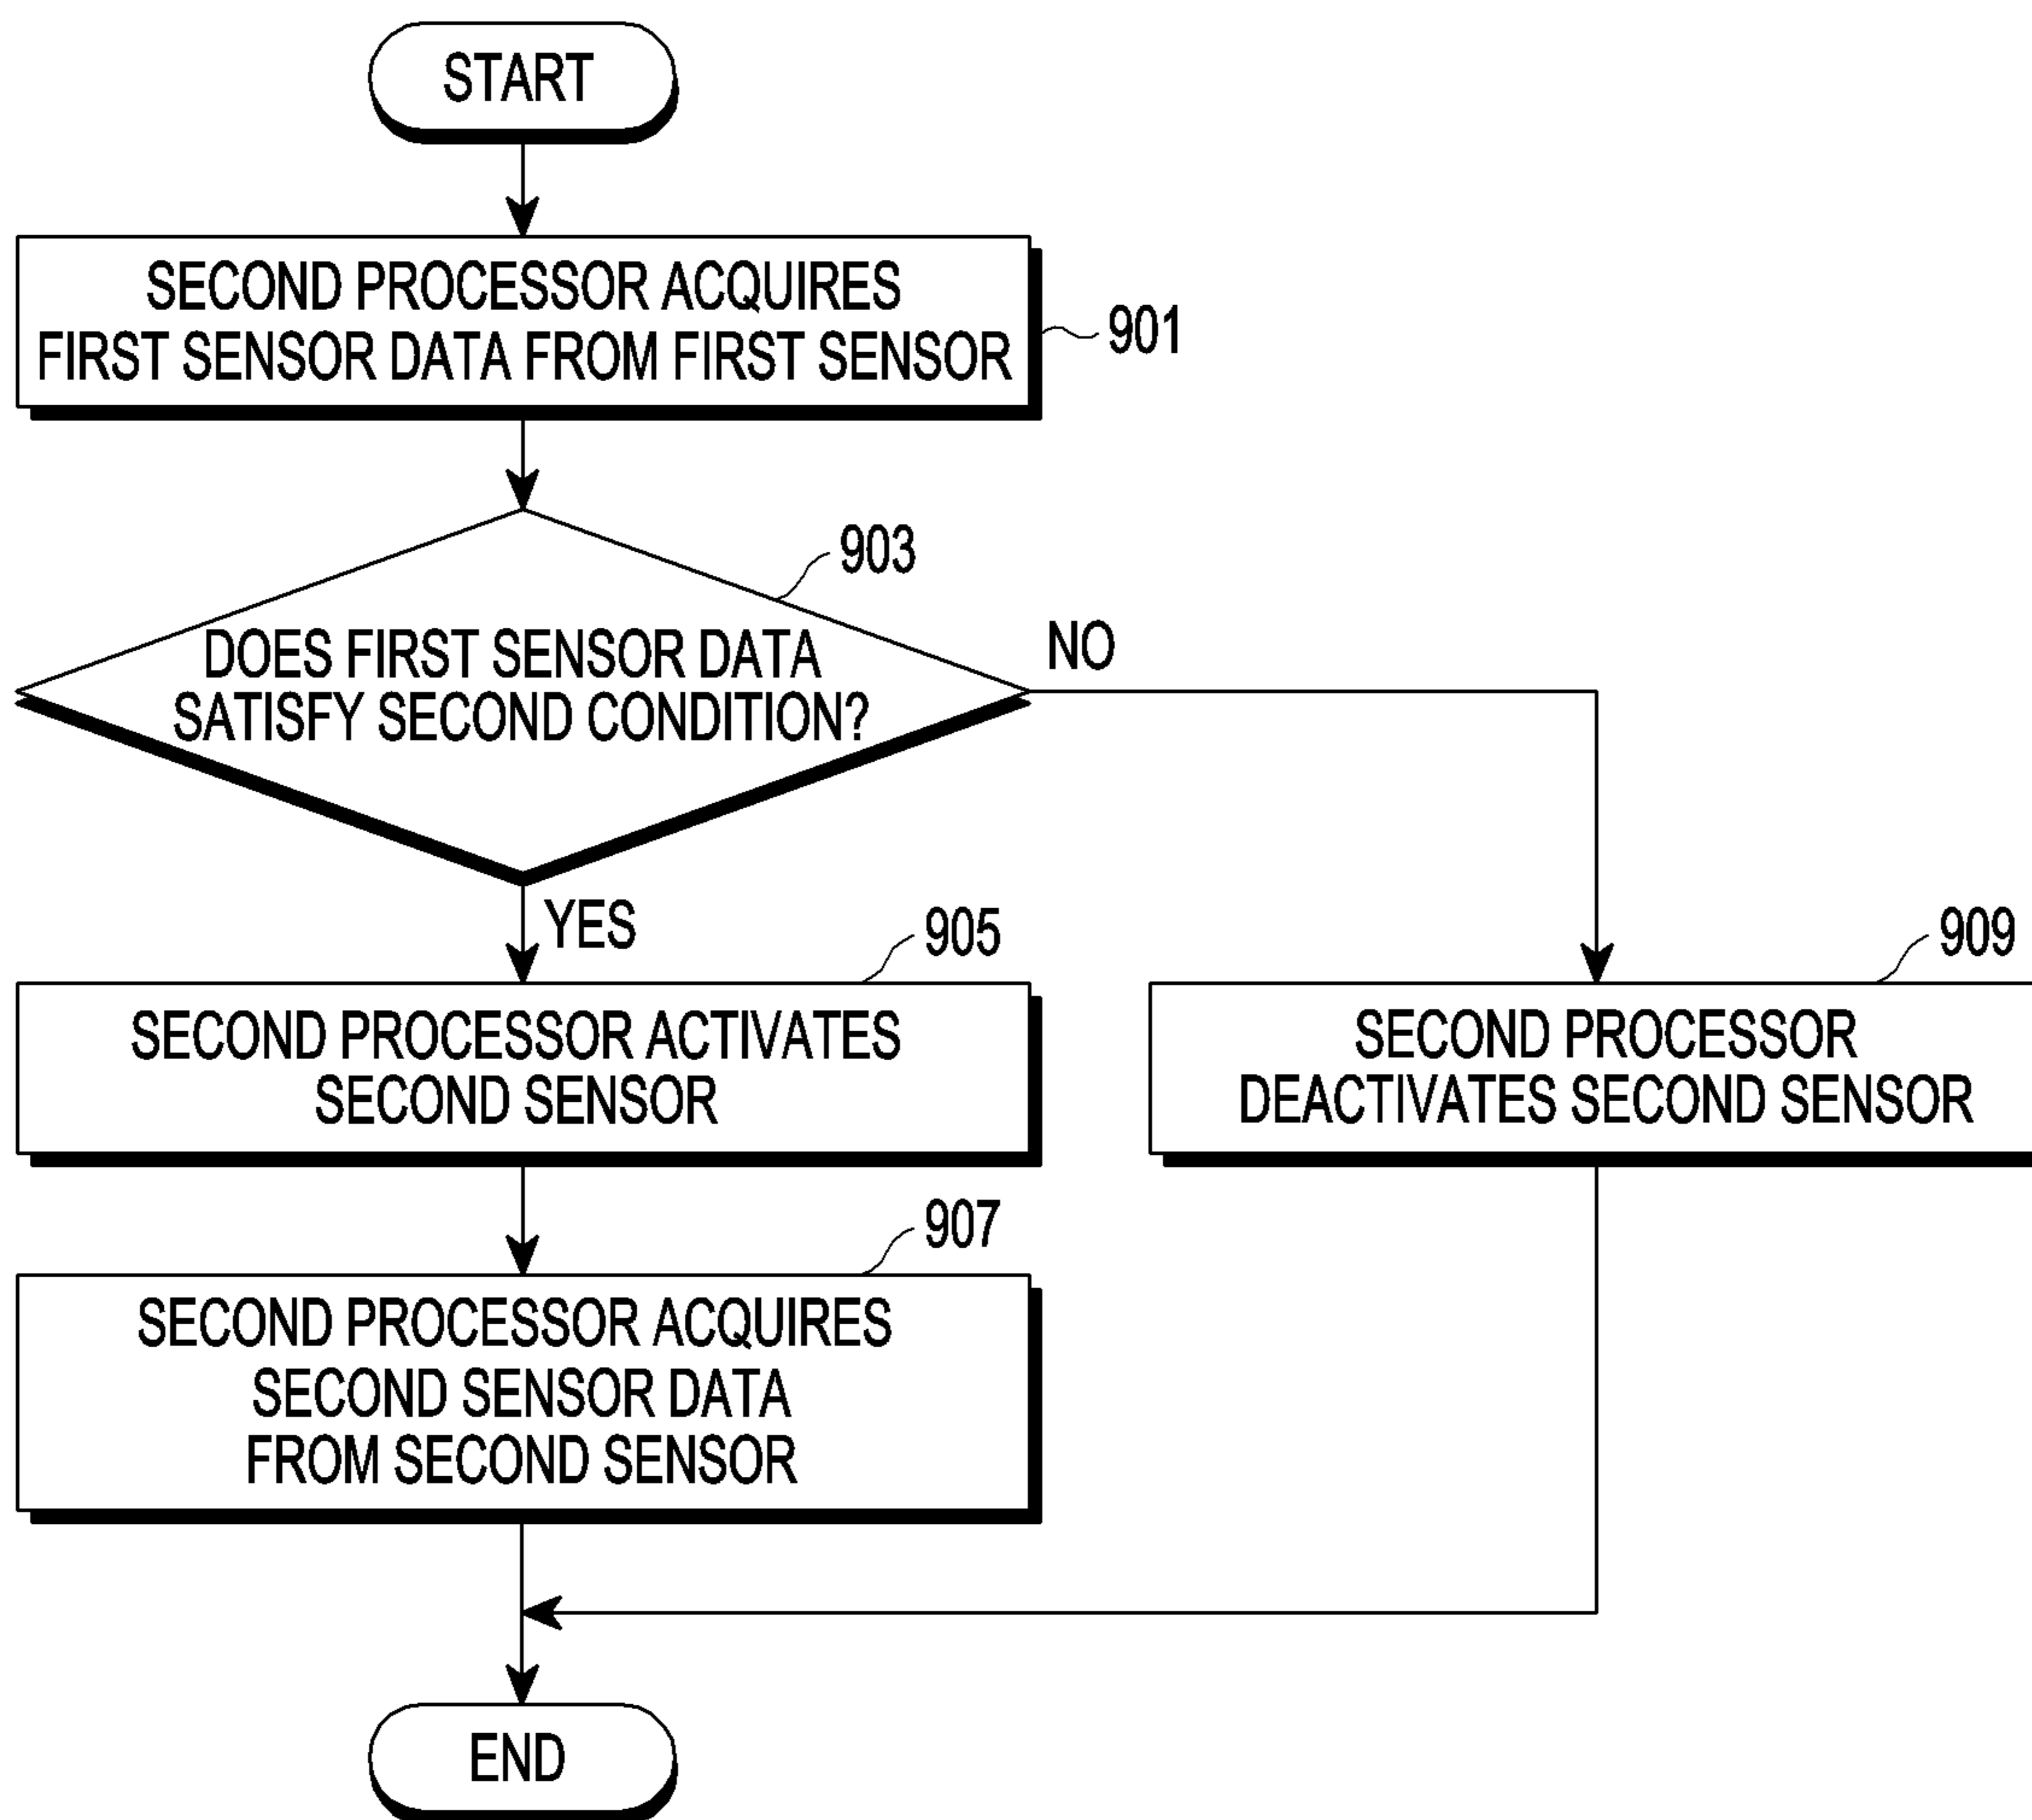 START
SECOND PROCESSOR ACQUIRES
FIRST SENSOR DATA FROM FIRST SENSOR
901
903
DOES FIRST SENSOR DATA
SATISFY SECOND CONDITION?
NO
YES
905
SECOND PROCESSOR ACTIVATES
SECOND SENSOR
909
SECOND PROCESSOR
DEACTIVATES SECOND SENSOR
907
SECOND PROCESSOR ACQUIRES
SECOND SENSOR DATA
FROM SECOND SENSOR
END